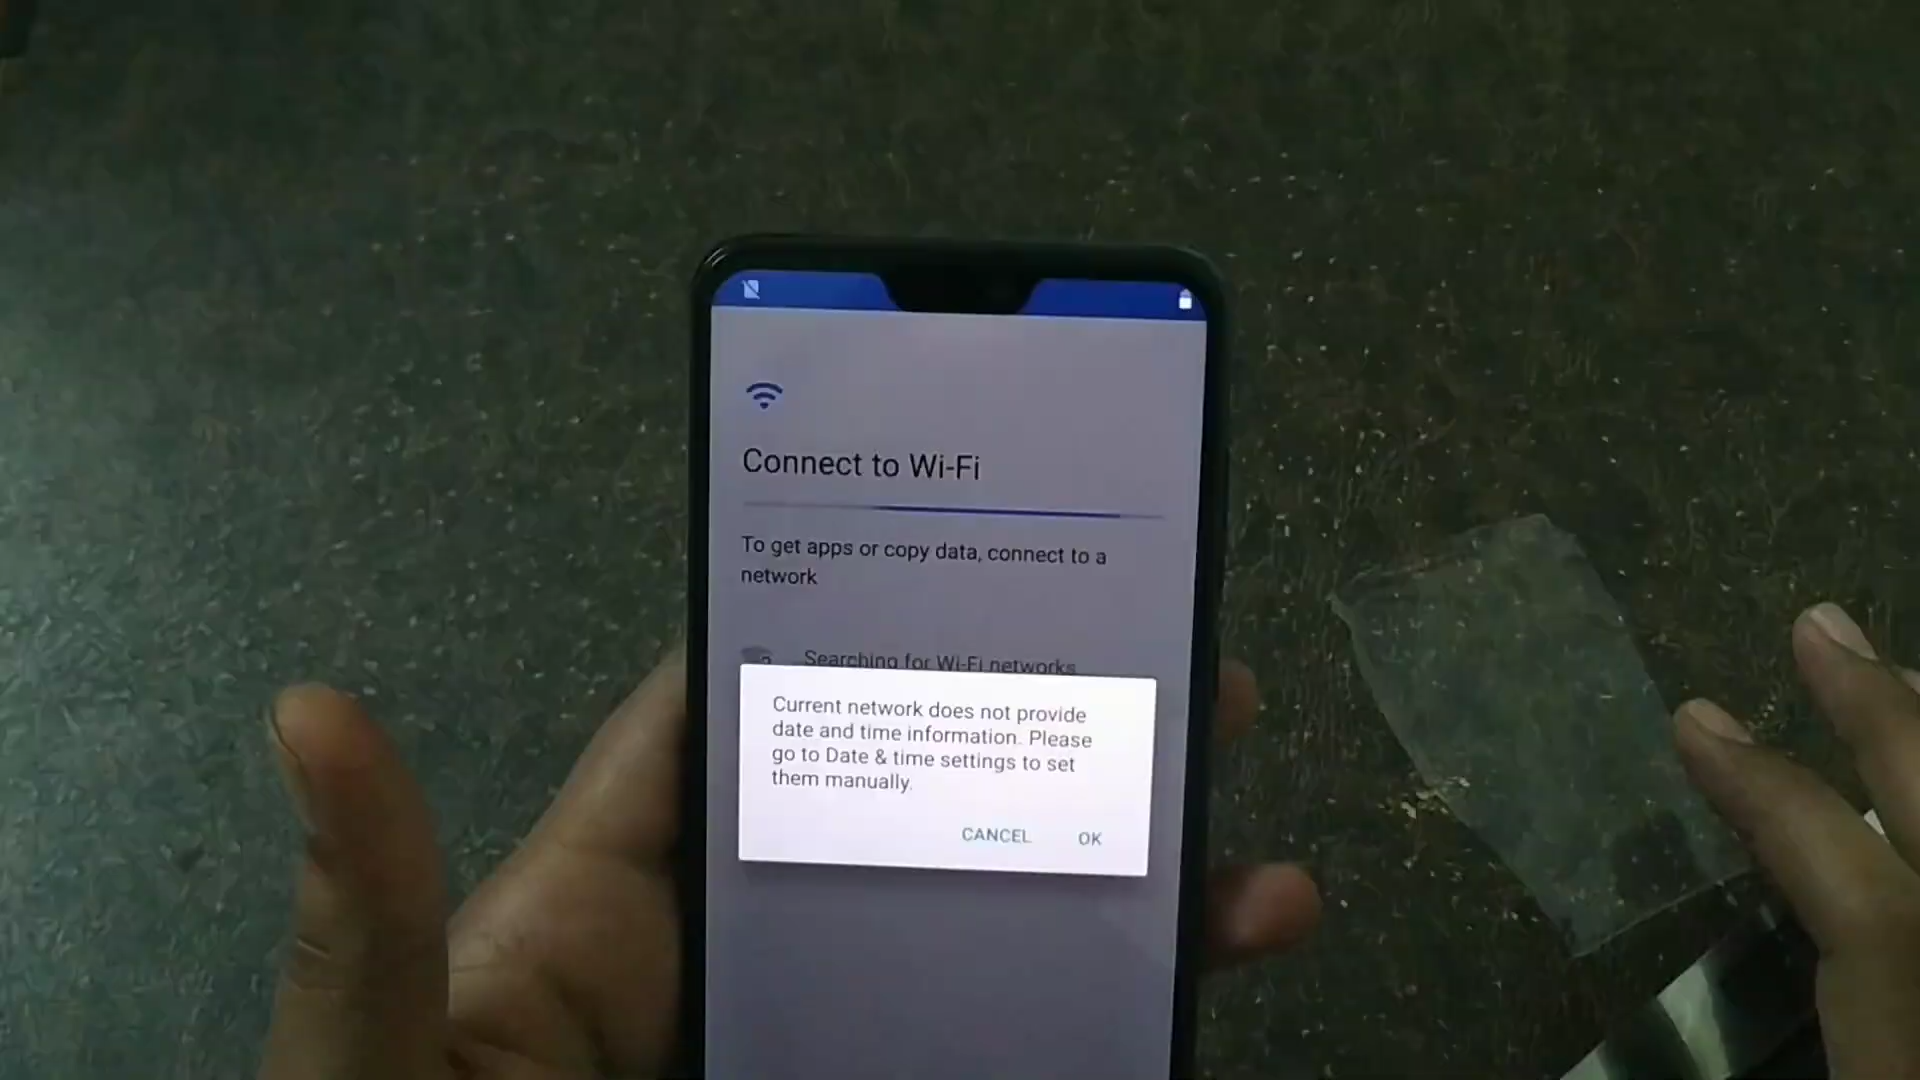 Connect to Wi-Fi
To get apps or copy data, connect to a
network
Searching for Wi-Fi networks
Current network does not provide
date and time information. Please
go to Date & time settings to set
them manually.
CANCEL OK